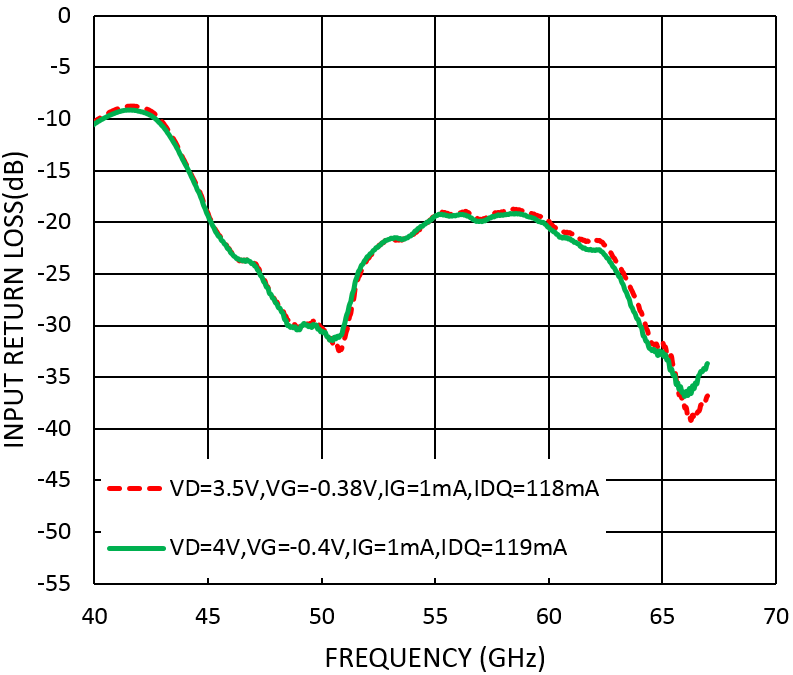 0
-5
-10
-15
-20
-25
-30
-35
-40
-45
-50
-55
INPUT RETURN LOSS(dB)
VD=3.5V,VG=-0.38V,IG=1mA,IDQ=118mA
VD=4V,VG=-0.4V,IG=1mA,IDQ=119mA
40 45 50 55 60 65 70
FREQUENCY (GHz)